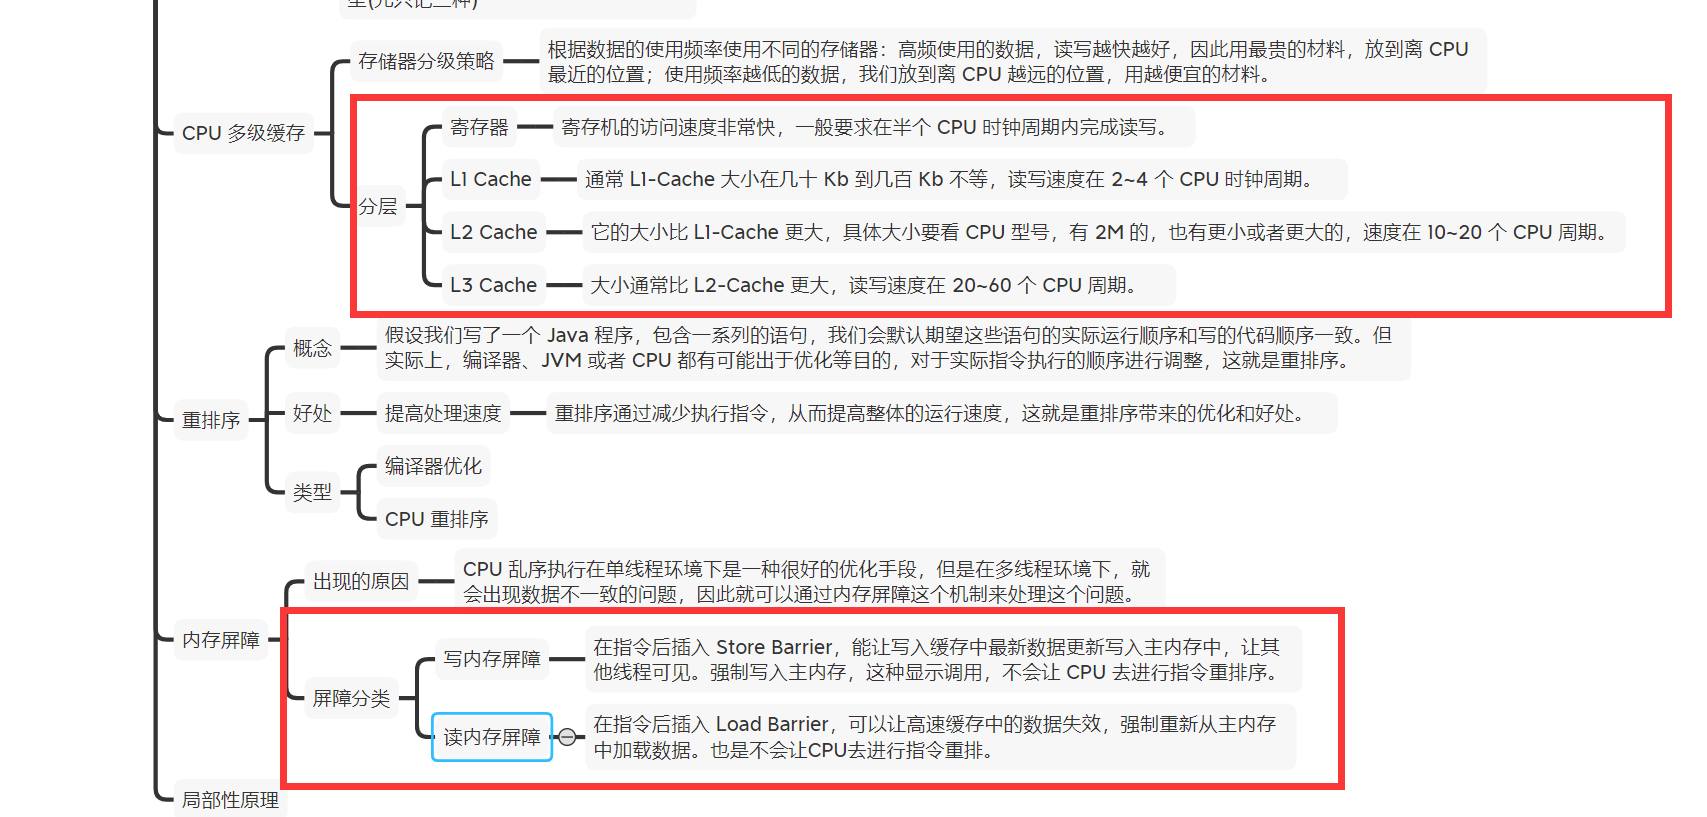 CPU 多级缓存
存储器分级策略
根据数据的使用频率使用不同的存储器：高频使用的数据，读写越快越好，因此用最贵的材料，放到离 CPU
最近的位置；使用频率越低的数据，我们放到离 CPU 越远的位置，用越便宜的材料。
分层
寄存器
寄存机的访问速度非常快，一般要求在半个 CPU 时钟周期内完成读写。
L1 Cache
通常 L1-Cache 大小在几十 Kb 到几百 Kb 不等，读写速度在 2~4 个 CPU 时钟周期。
L2 Cache
它的大小比 L1-Cache 更大，具体大小要看 CPU 型号，有 2M 的，也有更小或者更大的，速度在 10~20 个 CPU 周期。
L3 Cache
大小通常比 L2-Cache 更大，读写速度在 20~60 个 CPU 周期。
重排序
概念
假设我们写了一个 Java 程序，包含一系列的语句，我们会默认期望这些语句的实际运行顺序和写的代码顺序一致。但
实际上，编译器、JVM 或者 CPU 都有可能出于优化等目的，对于实际指令执行的顺序进行调整，这就是重排序。
好处
提高处理速度
重排序通过减少执行指令，从而提高整体的运行速度，这就是重排序带来的优化和好处。
类型
编译器优化
CPU 重排序
内存屏障
出现的原因
CPU 乱序执行在单线程环境下是一种很好的优化手段，但是在多线程环境下，就
会出现数据不一致的问题，因此就可以通过内存屏障这个机制来处理这个问题。
屏障分类
写内存屏障
在指令后插入 Store Barrier，能让写入缓存中最新数据更新写入主内存中，让其
他线程可见。强制写入主内存，这种显示调用，不会让 CPU 去进行指令重排序。
读内存屏障
在指令后插入 Load Barrier，可以让高速缓存中的数据失效，强制重新从主内存
中加载数据。也是不会让CPU去进行指令重排。
局部性原理